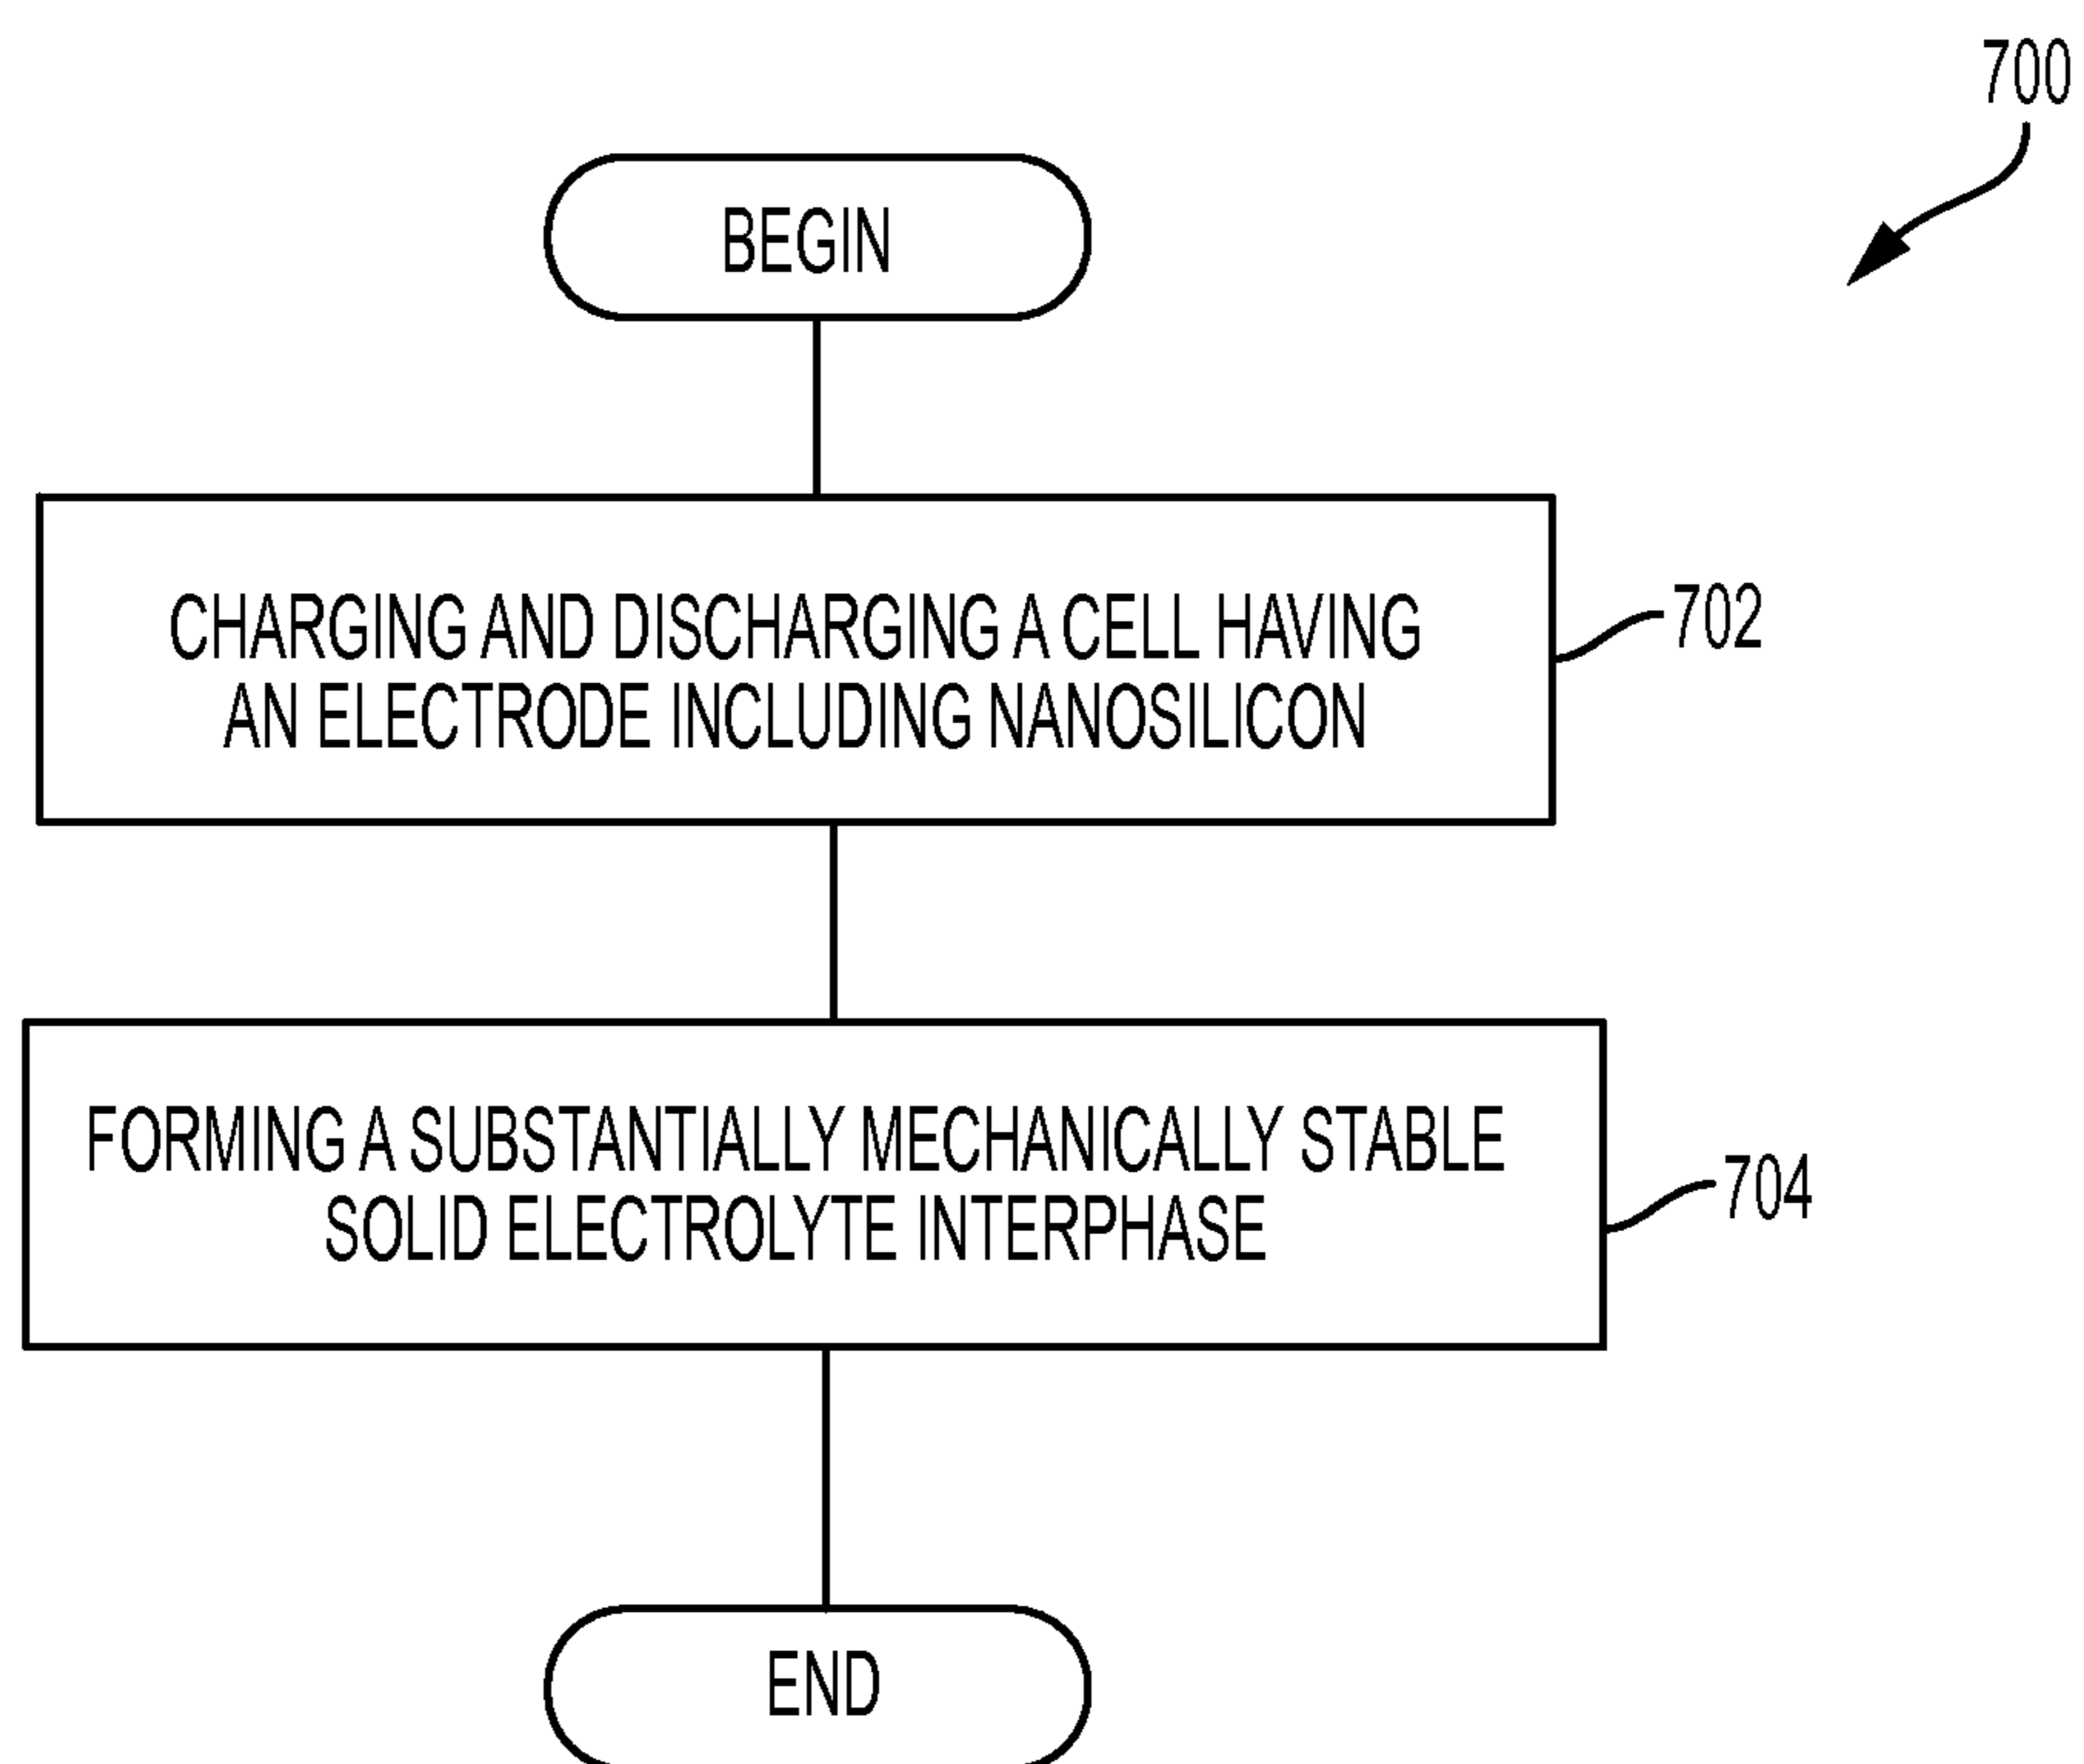 700
BEGIN
CHARGING AND DISCHARGING A CELL HAVING
AN ELECTRODE INCLUDING NANOSILICON
702
FORMING A SUBSTANTIALLY MECHANICALLY STABLE
SOLID ELECTROLYTE INTERPHASE
704
END